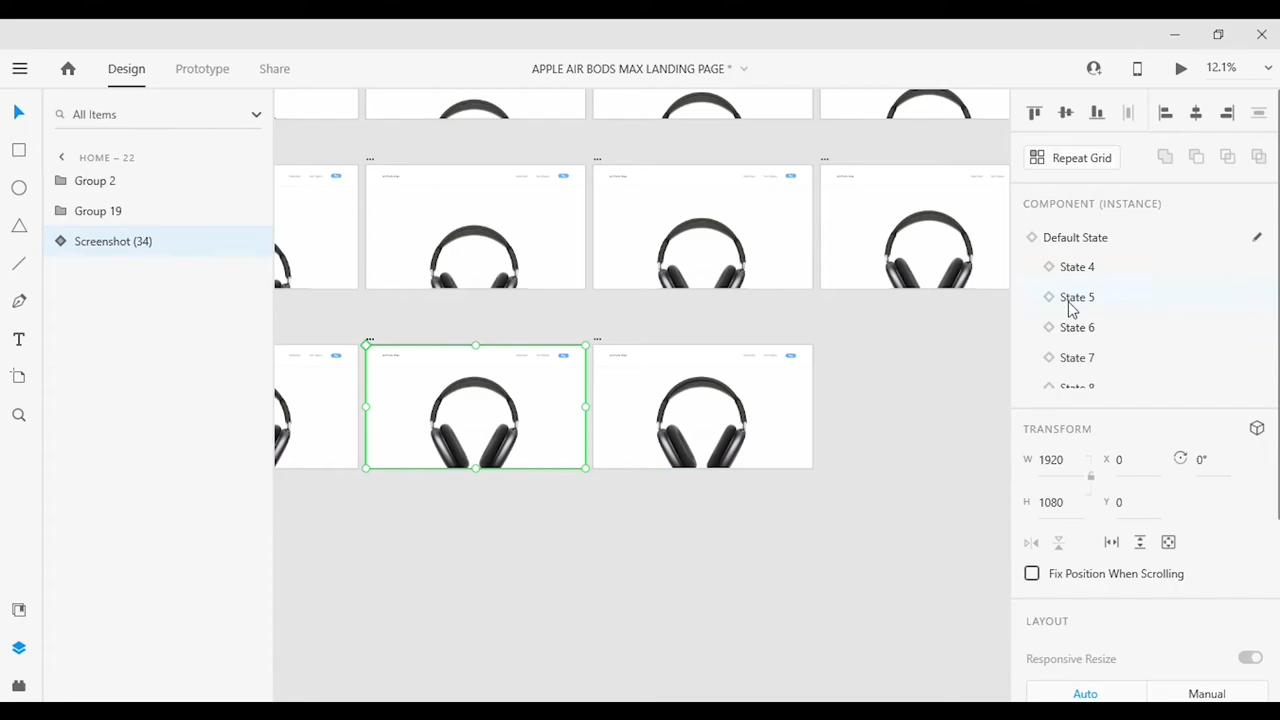 Design
Prototype
Share
APPLE AIR BODS MAX LANDING PAGE *
12.1%
All Items
HOME – 22
Group 2
Group 19
Screenshot (34)
...
...
...
...
...
Repeat Grid
COMPONENT (INSTANCE)
Default State
State 4
State 5
State 6
State 7
State 8
TRANSFORM
W 1920 X 0 0°
H 1080 Y 0
Fix Position When Scrolling
LAYOUT
Responsive Resize
Auto
Manual